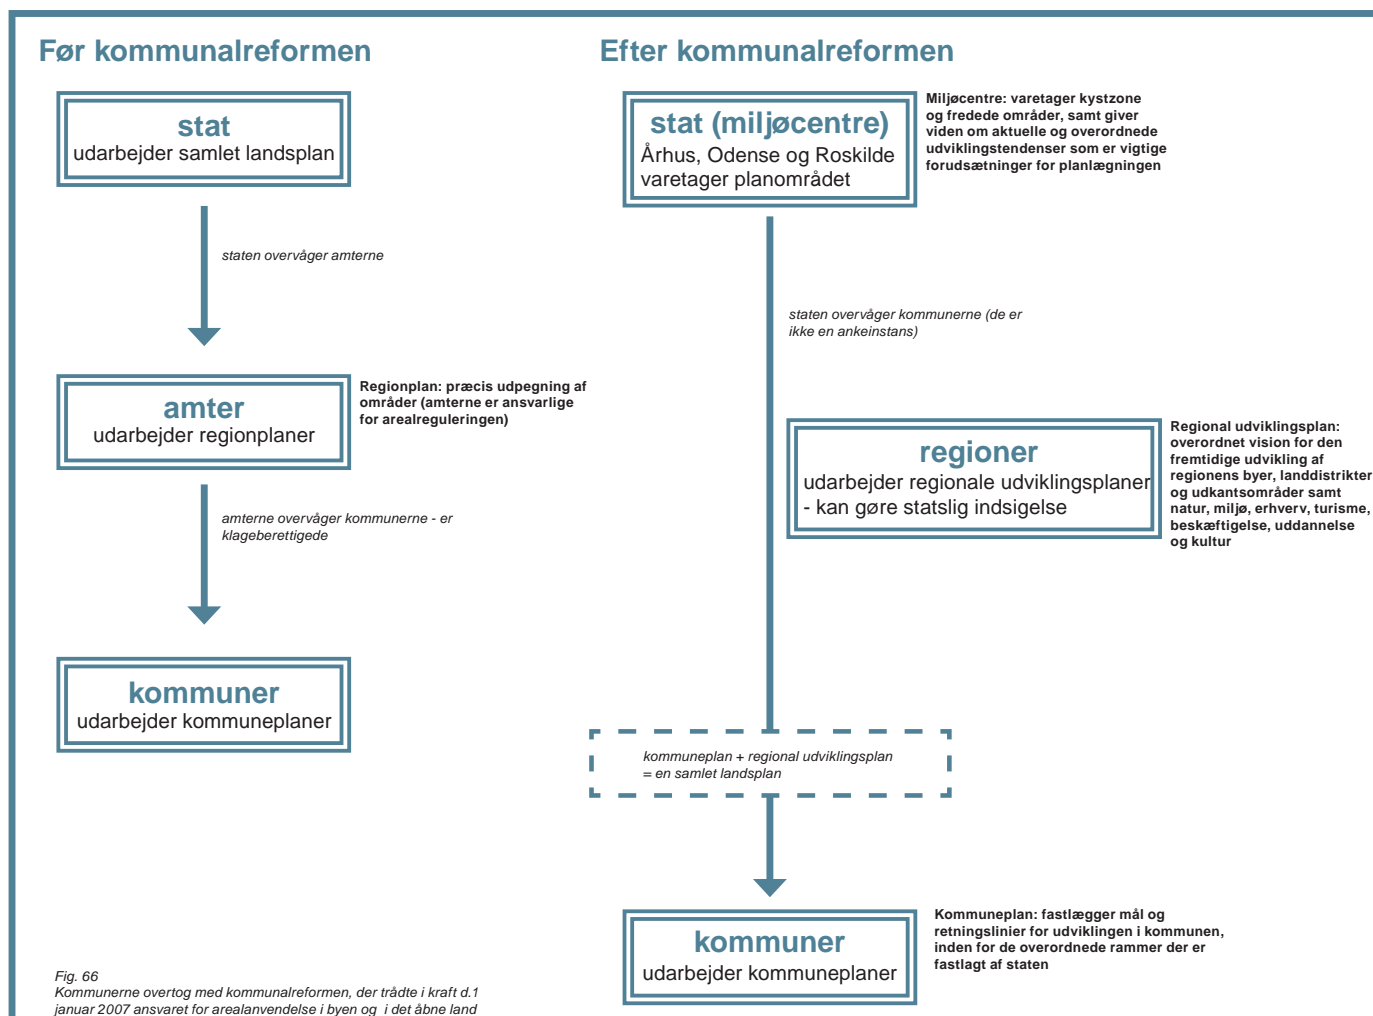 Før kommunalreformen
stat
udarbejder samlet landsplan
staten overvåger amterne
amter
udarbejder regionplaner
Regionplan: præcis udpegning af
områder (amterne er ansvarlige
for arealreguleringen)
amterne overvåger kommunerne - er
klageberettigede
kommuner
udarbejder kommuneplaner
Fig. 66
Kommunerne overtog med kommunalreformen, der trådte i kraft d.1
januar 2007 ansvaret for arealanvendelse i byen og i det åbne land
Efter kommunalreformen
stat (miljøcentre)
Århus, Odense og Roskilde
varetager planområdet
Miljøcentre: varetager kystzone
og fredede områder, samt giver
viden om aktuelle og overordnede
udviklingstendenser som er vigtige
forudsætninger for planlægningen
staten overvåger kommunerne (de er
ikke en ankeinstans)
regioner
udarbejder regionale udviklingsplaner
- kan gøre statslig indsigelse
Regional udviklingsplan:
overordnet vision for den
fremtidige udvikling af
regionens byer, landdistrikter
og udkantsområder samt
natur, miljø, erhverv, turisme,
beskæftigelse, uddannelse
og kultur
kommuneplan + regional udviklingsplan
= en samlet landsplan
kommuner
udarbejder kommuneplaner
Kommuneplan: fastlægger mål og
retningslinier for udviklingen i kommunen,
inden for de overordnede rammer der er
fastlagt af staten